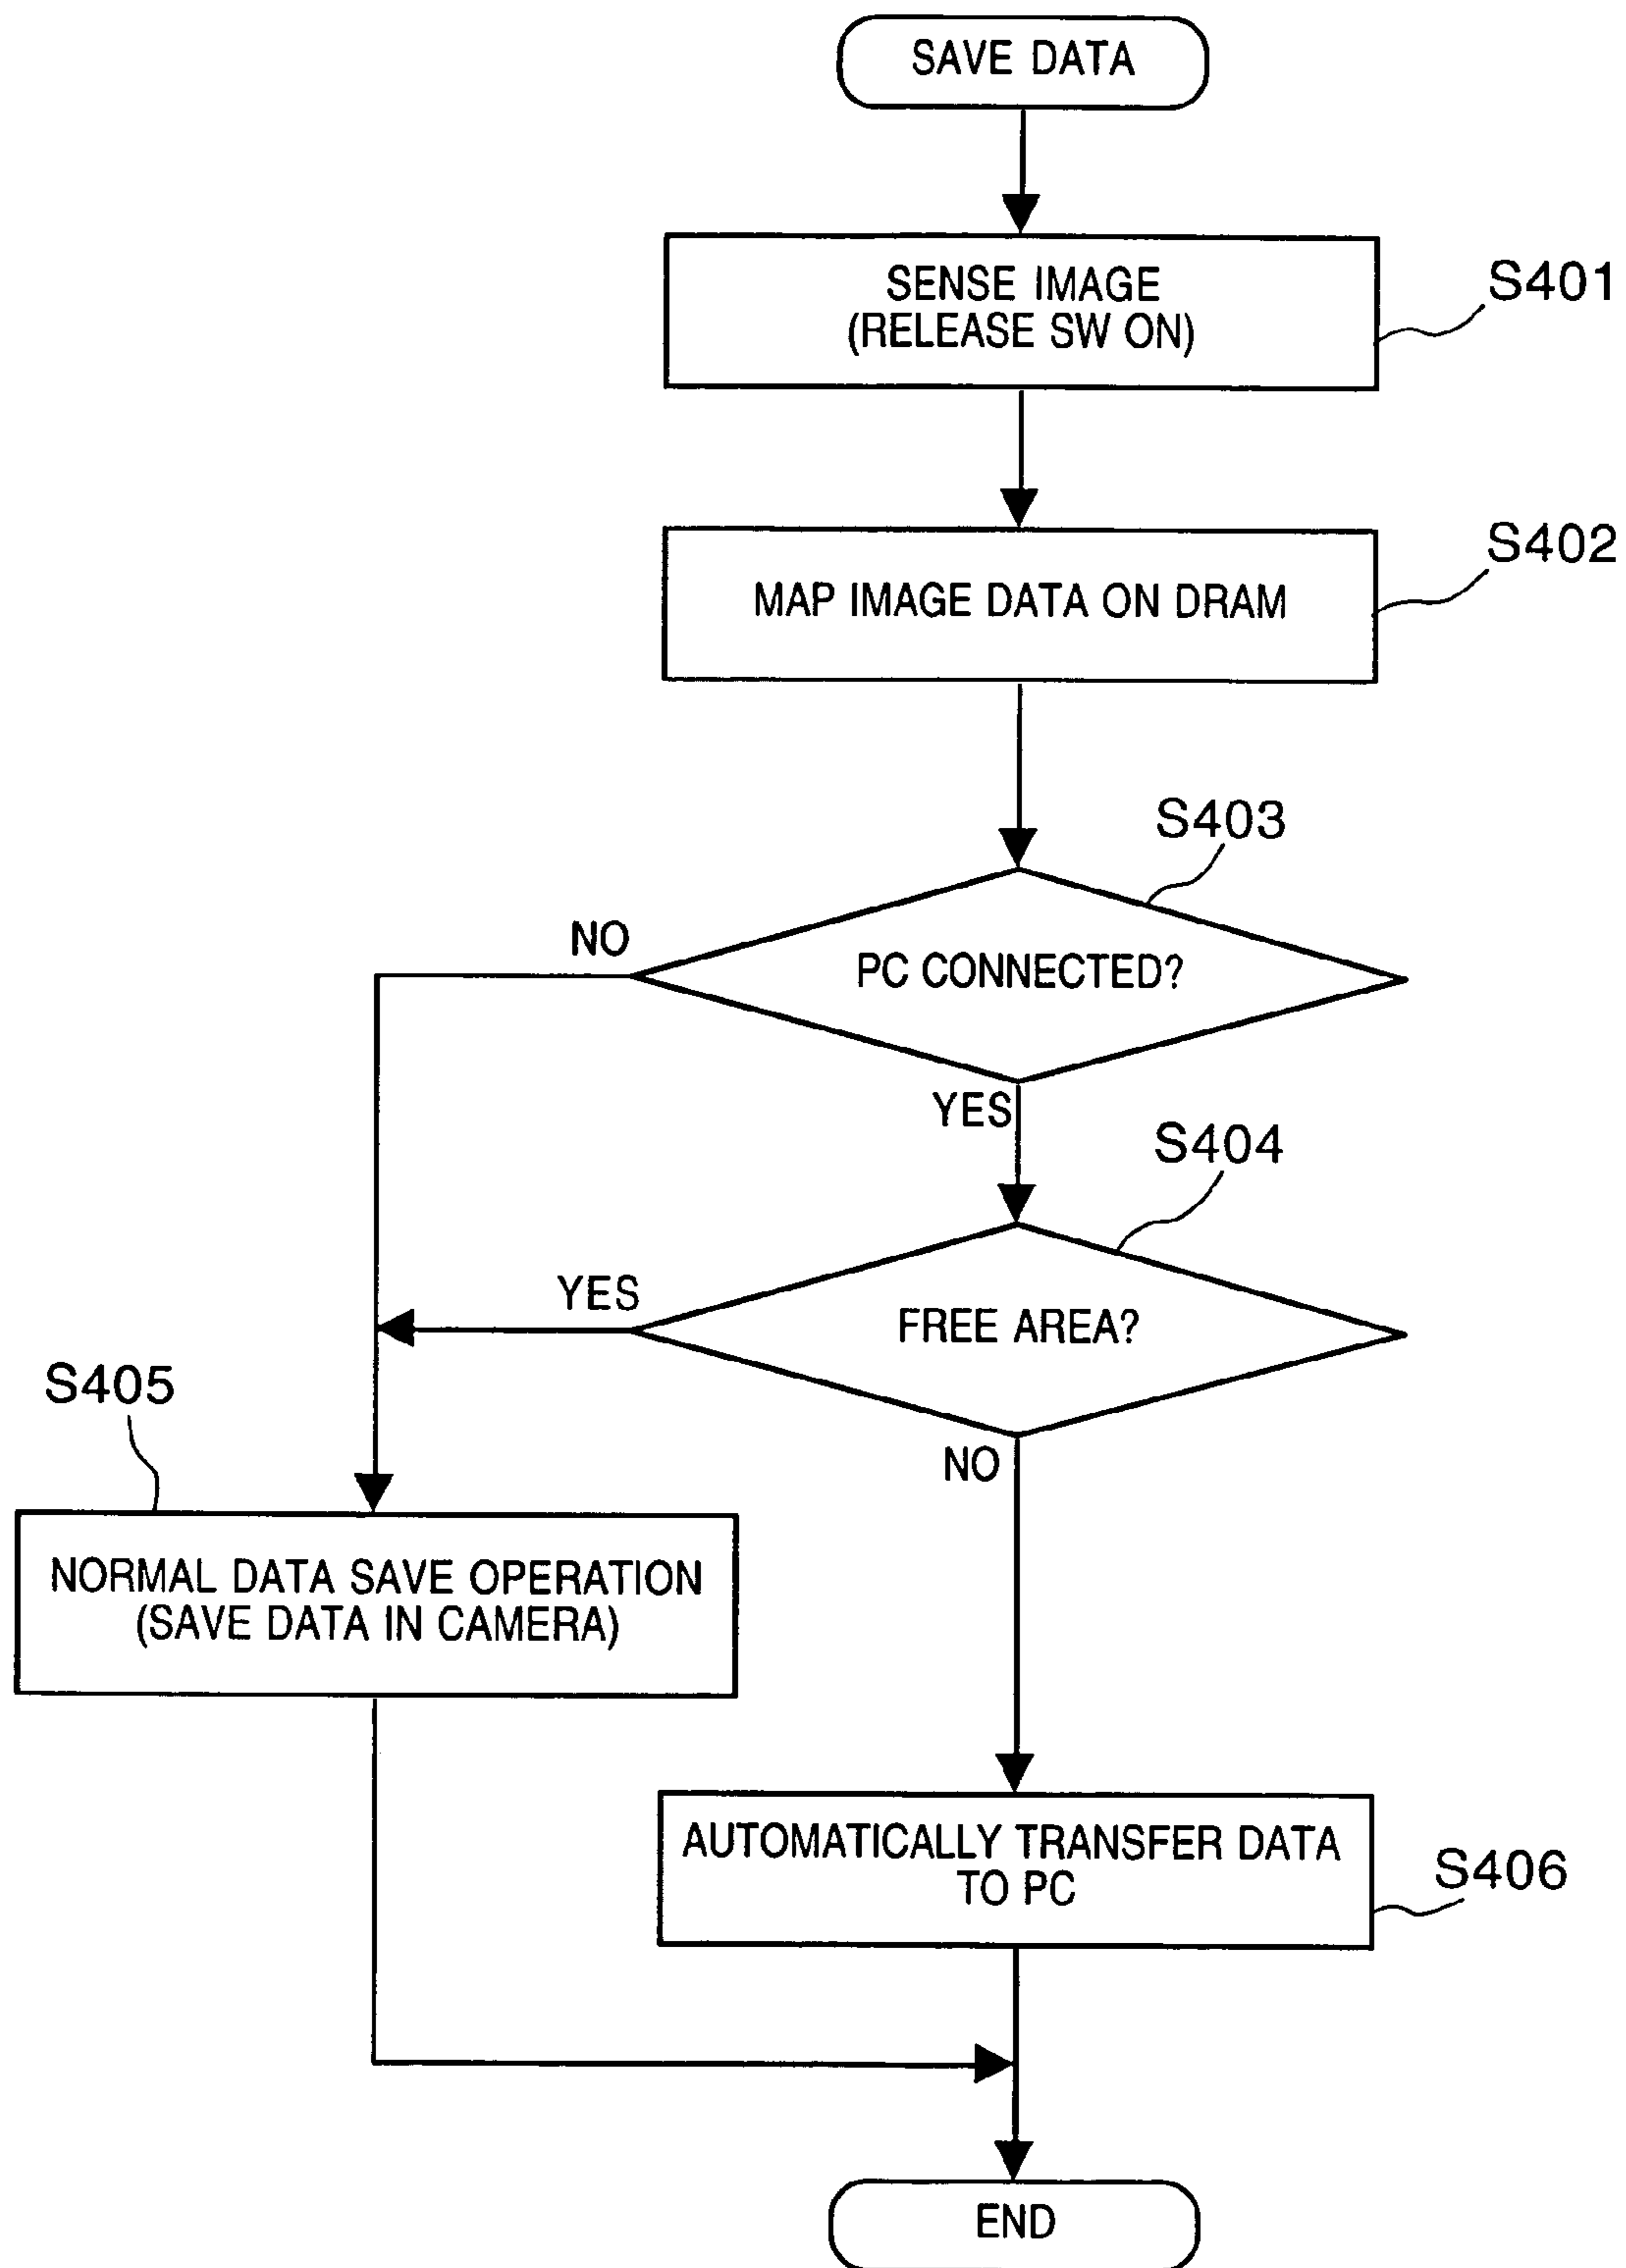 SAVE DATA
SENSE IMAGE
(RELEASE SW ON)
S401
MAP IMAGE DATA ON DRAM
S402
S403
NO
PC CONNECTED?
YES
S404
YES
FREE AREA?
NO
S405
NORMAL DATA SAVE OPERATION
(SAVE DATA IN CAMERA)
AUTOMATICALLY TRANSFER DATA
TO PC
S406
END